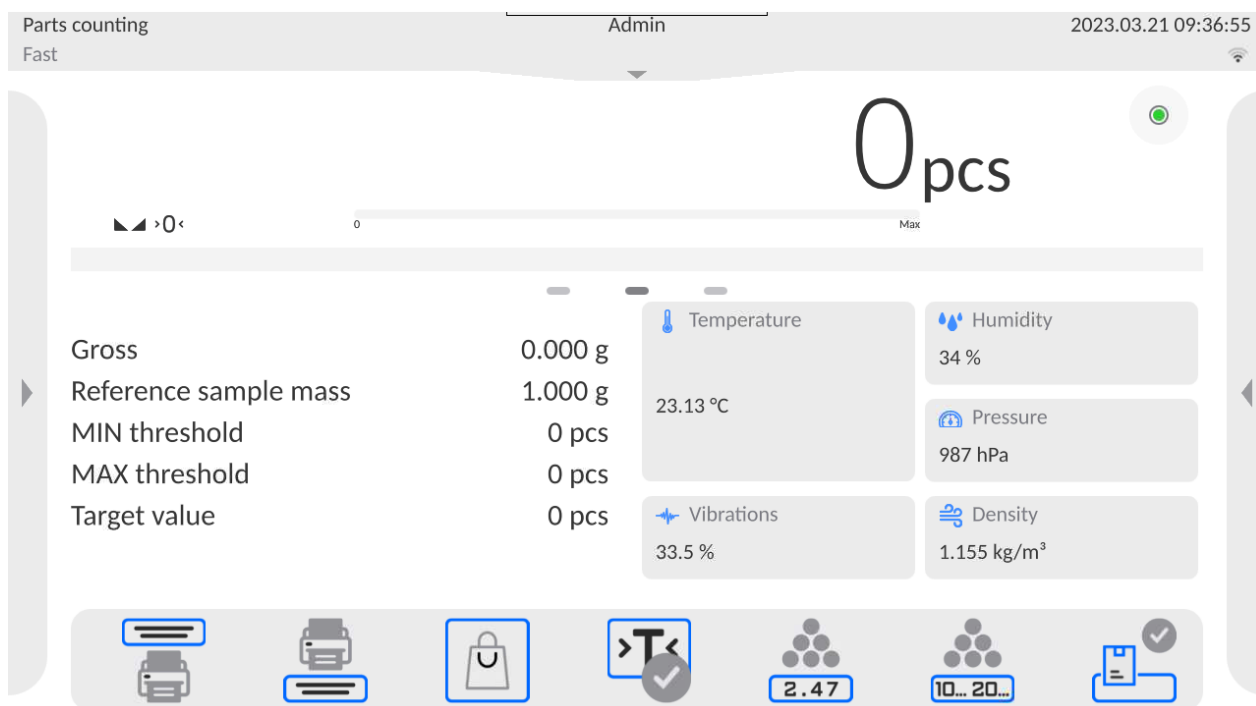 Parts counting
Admin
2023.03.21 09:36:55
Fast
0 pcs
>0<
0
Max
Gross 0.000 g
Reference sample mass 1.000 g
MIN threshold 0 pcs
MAX threshold 0 pcs
Target value 0 pcs
Temperature
23.13 °C
Humidity
34 %
Pressure
987 hPa
Vibrations
33.5 %
Density
1.155 kg/m³
>T<
2.47
10... 20...